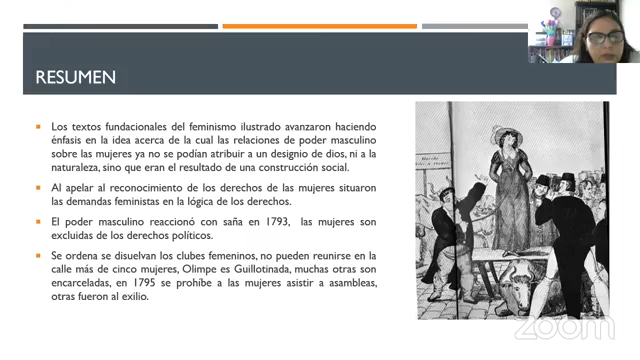 RESUMEN
Los textos fundacionales del feminismo ilustrado avanzaron haciendo
énfasis en la idea acerca de la cual las relaciones de poder masculino
sobre las mujeres ya no se podían atribuir a un designio de dios, ni a la
naturaleza, sino que eran el resultado de una construcción social.
Al apelar al reconocimiento de los derechos de las mujeres situaron
las demandas feministas en la lógica de los derechos.
El poder masculino reaccionó con saña en 1793, las mujeres son
excluidas de los derechos políticos.
Se ordena se disuelvan los clubes femeninos, no pueden reunirse en la
calle más de cinco mujeres, Olimpe es Guillotinada, muchas otras son
encarceladas, en 1795 se prohíbe a las mujeres asistir a asambleas,
otras fueron al exilio.
zoom